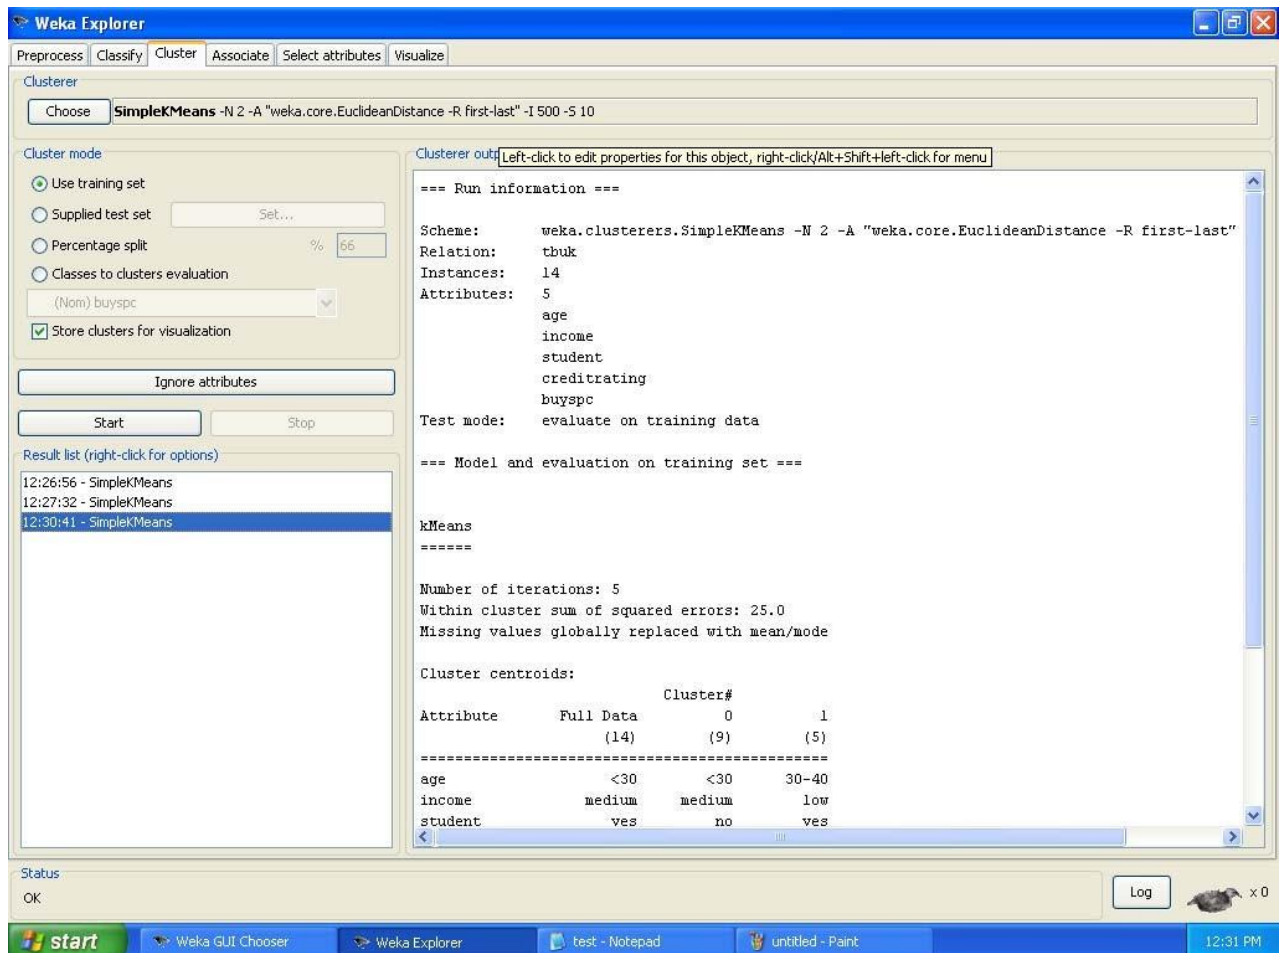 Weka Explorer
Preprocess Classify Cluster Associate Select attributes Visualize
Clusterer
Choose SimpleKMeans -N 2 -A "weka.core.EuclideanDistance -R first-last" -I 500 -S 10
Cluster mode
Use training set
Supplied test set Set...
Percentage split % 66
Classes to clusters evaluation
(Nom) buyspc
Store clusters for visualization
Ignore attributes
Start Stop
Result list (right-click for options)
12:26:56 - SimpleKMeans
12:27:32 - SimpleKMeans
12:30:41 - SimpleKMeans
Clusterer outp
Left-click to edit properties for this object, right-click/Alt+Shift+left-click for menu
=== Run information ===
Scheme: weka.clusterers.SimpleKMeans -N 2 -A "weka.core.EuclideanDistance -R first-last"
Relation: tbuk
Instances: 14
Attributes: 5
age
income
student
creditrating
buyspc
Test mode: evaluate on training data
=== Model and evaluation on training set ===
kMeans
======
Number of iterations: 5
Within cluster sum of squared errors: 25.0
Missing values globally replaced with mean/mode
Cluster centroids:
Cluster#
Attribute Full Data 0 1
(14) (9) (5)
================================================
age <30 <30 30-40
income medium medium low
student yes no yes
Status
OK
Log x 0
start Weka GUI Chooser Weka Explorer test - Notepad untitled - Paint 12:31 PM